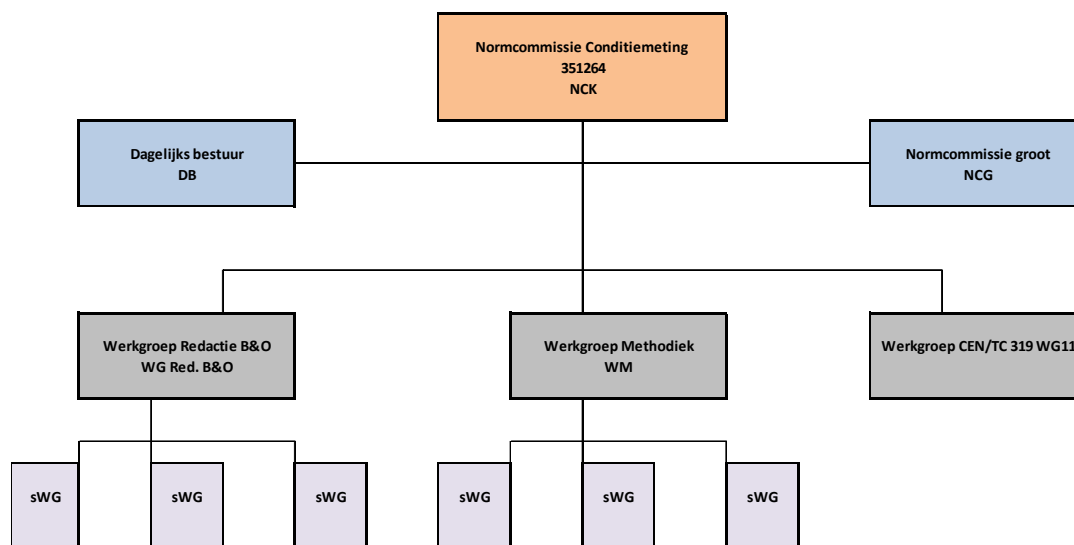 Normcommissie Conditiemeting
351264
NCK
Dagelijks bestuur
DB
Normcommissie groot
NCG
Werkgroep Redactie B&O
WG Red. B&O
Werkgroep Methodiek
WM
Werkgroep CEN/TC 319 WG11
sWG
sWG
sWG
sWG
sWG
sWG